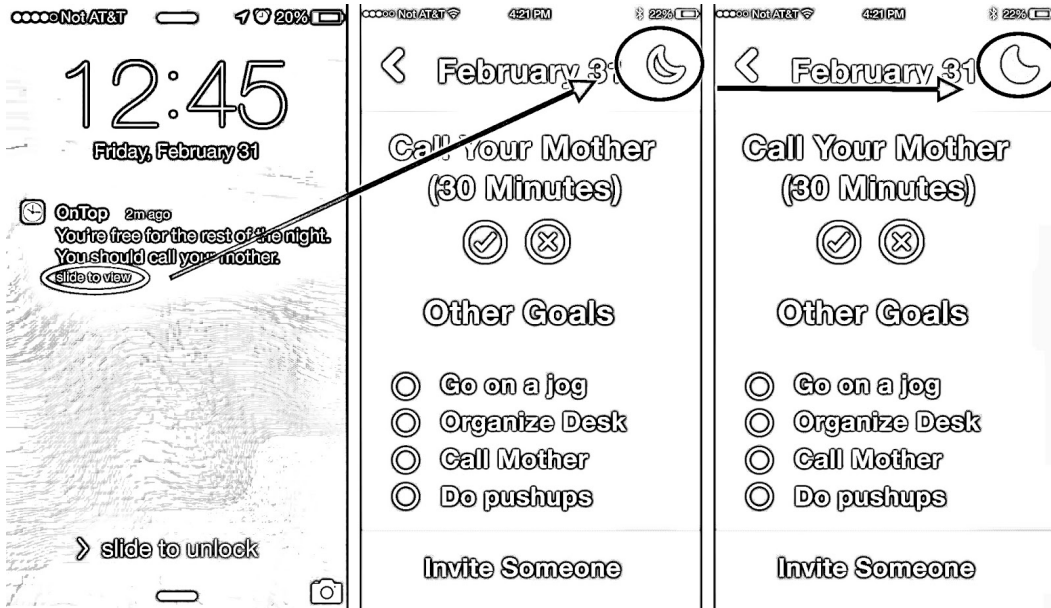 Not AT&T 20%
12:45
Friday, February 31
OnTop 2m ago
You're free for the rest of the night.
You should call your mother.
slide to view
slide to unlock
Not AT&T 4:21 PM 22%
February 31
Call Your Mother
(30 Minutes)
Other Goals
Go on a jog
Organize Desk
Call Mother
Do pushups
Invite Someone
Not AT&T 4:21 PM 22%
February 31
Call Your Mother
(30 Minutes)
Other Goals
Go on a jog
Organize Desk
Call Mother
Do pushups
Invite Someone